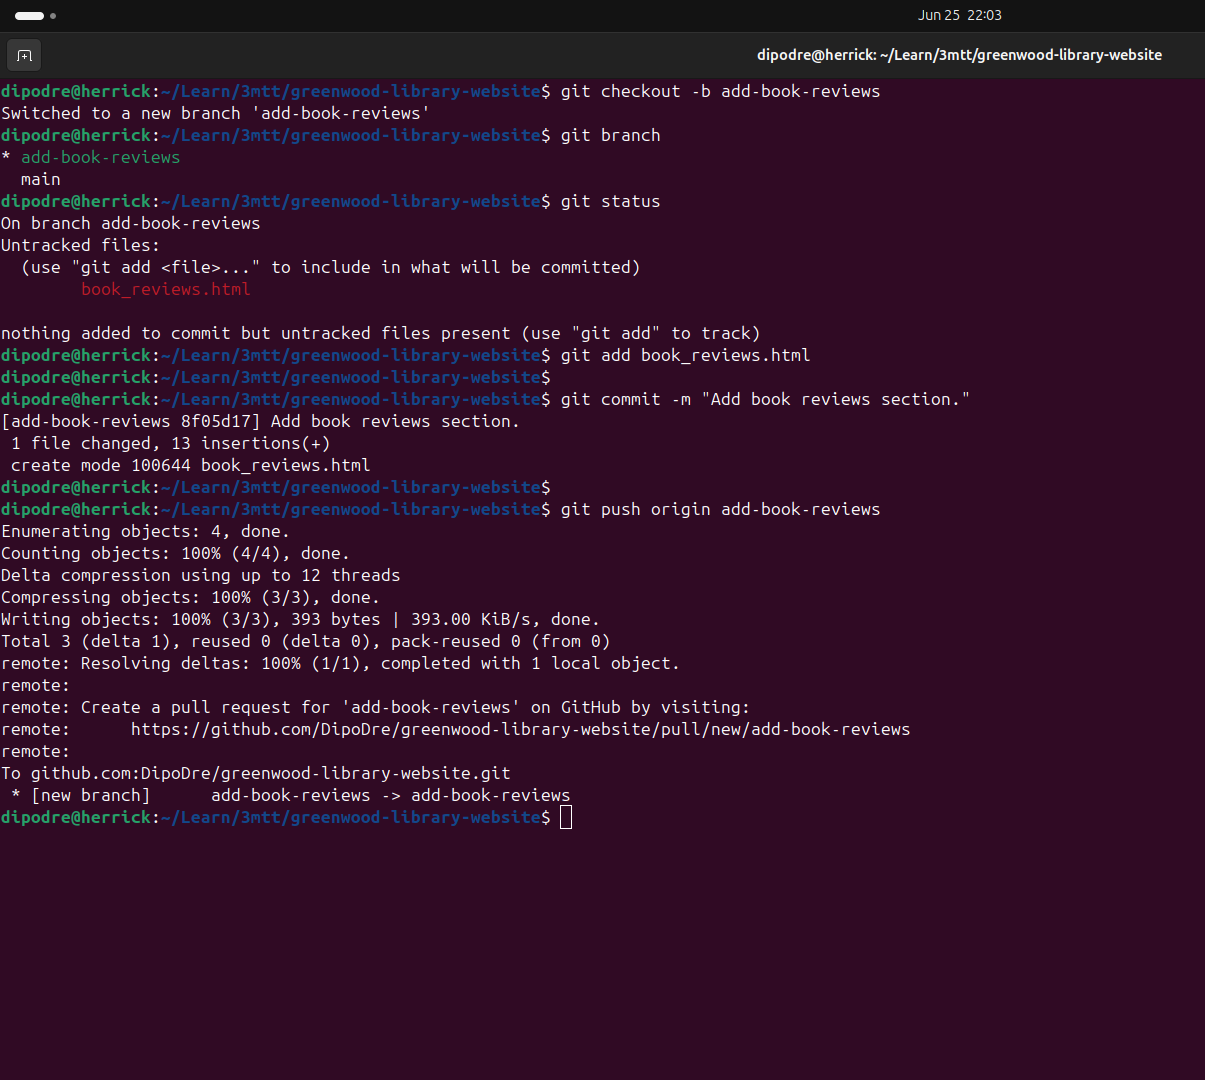 Jun 25 22:03
dipodre@herrick: ~/Learn/3mtt/greenwood-library-website
dipodre@herrick:~/Learn/3mtt/greenwood-library-website$ git checkout -b add-book-reviews
Switched to a new branch 'add-book-reviews'
dipodre@herrick:~/Learn/3mtt/greenwood-library-website$ git branch
* add-book-reviews
  main
dipodre@herrick:~/Learn/3mtt/greenwood-library-website$ git status
On branch add-book-reviews
Untracked files:
  (use "git add <file>..." to include in what will be committed)
        book_reviews.html
nothing added to commit but untracked files present (use "git add" to track)
dipodre@herrick:~/Learn/3mtt/greenwood-library-website$ git add book_reviews.html
dipodre@herrick:~/Learn/3mtt/greenwood-library-website$
dipodre@herrick:~/Learn/3mtt/greenwood-library-website$ git commit -m "Add book reviews section."
[add-book-reviews 8f05d17] Add book reviews section.
 1 file changed, 13 insertions(+)
 create mode 100644 book_reviews.html
dipodre@herrick:~/Learn/3mtt/greenwood-library-website$
dipodre@herrick:~/Learn/3mtt/greenwood-library-website$ git push origin add-book-reviews
Enumerating objects: 4, done.
Counting objects: 100% (4/4), done.
Delta compression using up to 12 threads
Compressing objects: 100% (3/3), done.
Writing objects: 100% (3/3), 393 bytes | 393.00 KiB/s, done.
Total 3 (delta 1), reused 0 (delta 0), pack-reused 0 (from 0)
remote: Resolving deltas: 100% (1/1), completed with 1 local object.
remote:
remote: Create a pull request for 'add-book-reviews' on GitHub by visiting:
remote:      https://github.com/DipoDre/greenwood-library-website/pull/new/add-book-reviews
remote:
To github.com:DipoDre/greenwood-library-website.git
 * [new branch]      add-book-reviews -> add-book-reviews
dipodre@herrick:~/Learn/3mtt/greenwood-library-website$